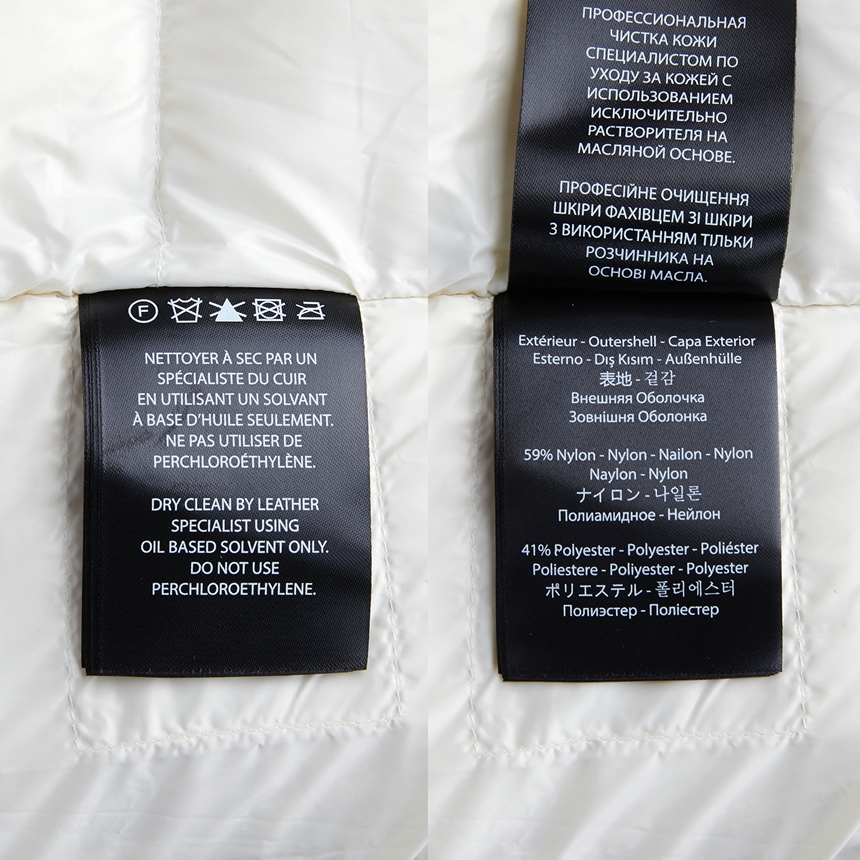 F
NETTOYER À SEC PAR UN
SPÉCIALISTE DU CUIR
EN UTILISANT UN SOLVANT
À BASE D'HUILE SEULEMENT.
NE PAS UTILISER DE
PERCHLOROÉTHYLÈNE.
DRY CLEAN BY LEATHER
SPECIALIST USING
OIL BASED SOLVENT ONLY.
DO NOT USE
PERCHLOROETHYLENE.
ПРОФЕССИОНАЛЬНАЯ
ЧИСТКА КОЖИ
СПЕЦИАЛИСТОМ ПО
УХОДУ ЗА КОЖЕЙ С
ИСПОЛЬЗОВАНИЕМ
ИСКЛЮЧИТЕЛЬНО
РАСТВОРИТЕЛЯ НА
МАСЛЯНОЙ ОСНОВЕ.
ПРОФЕСІЙНЕ ОЧИЩЕННЯ
ШКІРИ ФАХІВЦЕМ ЗІ ШКІРИ
З ВИКОРИСТАННЯМ ТІЛЬКИ
РОЗЧИННИКА НА
ОСНОВІ МАСЛА.
Extérieur - Outershell - Capa Exterior
Esterno - Dış Kısım - Außenhülle
表地 - 겉감
Внешняя Оболочка
Зовнішня Оболонка
59% Nylon - Nylon - Nailon - Nylon
Naylon - Nylon
ナイロン - 나일론
Полиамидное - Нейлон
41% Polyester - Polyester - Poliéster
Poliestere - Poliyester - Polyester
ポリエステル - 폴리에스터
Полиэстер - Поліестер